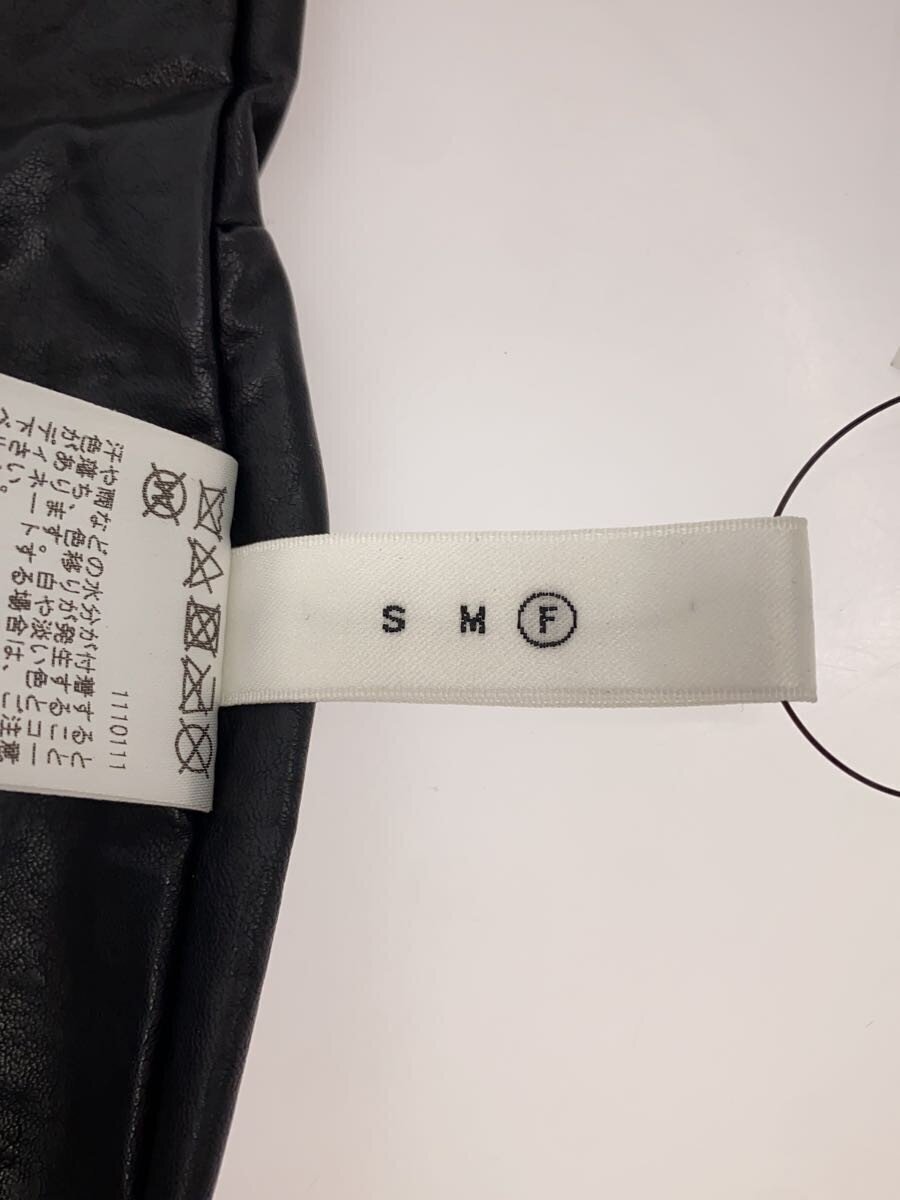 S M F
1110111
汗や雨などの水分が付着すると
色落ち、色移りが発生すること
があります。白や淡い色とコー
ディネートする場合は、ご注意
下さい。